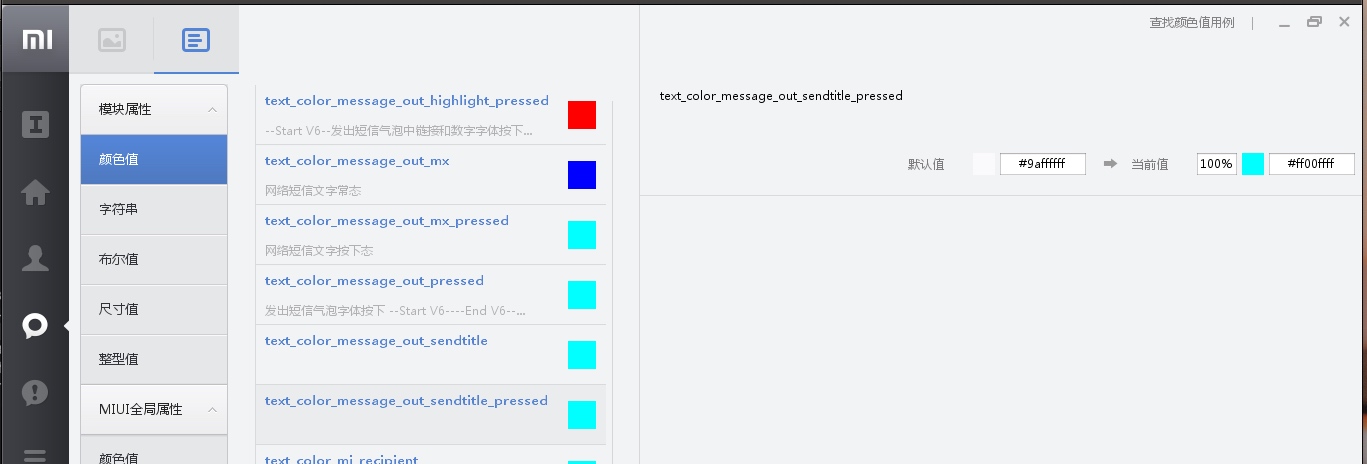 查找颜色值用例
模块属性
颜色值
字符串
布尔值
尺寸值
整型值
MIUI全局属性
颜色值
text_color_message_out_highlight_pressed
--Start V6--发出短信气泡中链接和数字字体按下...
text_color_message_out_mx
网络短信文字常态
text_color_message_out_mx_pressed
网络短信文字按下态
text_color_message_out_pressed
发出短信气泡字体按下 --Start V6----End V6--...
text_color_message_out_sendtitle
text_color_message_out_sendtitle_pressed
text_color_mi_recipient
text_color_message_out_sendtitle_pressed
默认值 #9affffff 当前值 100% #ff00ffff